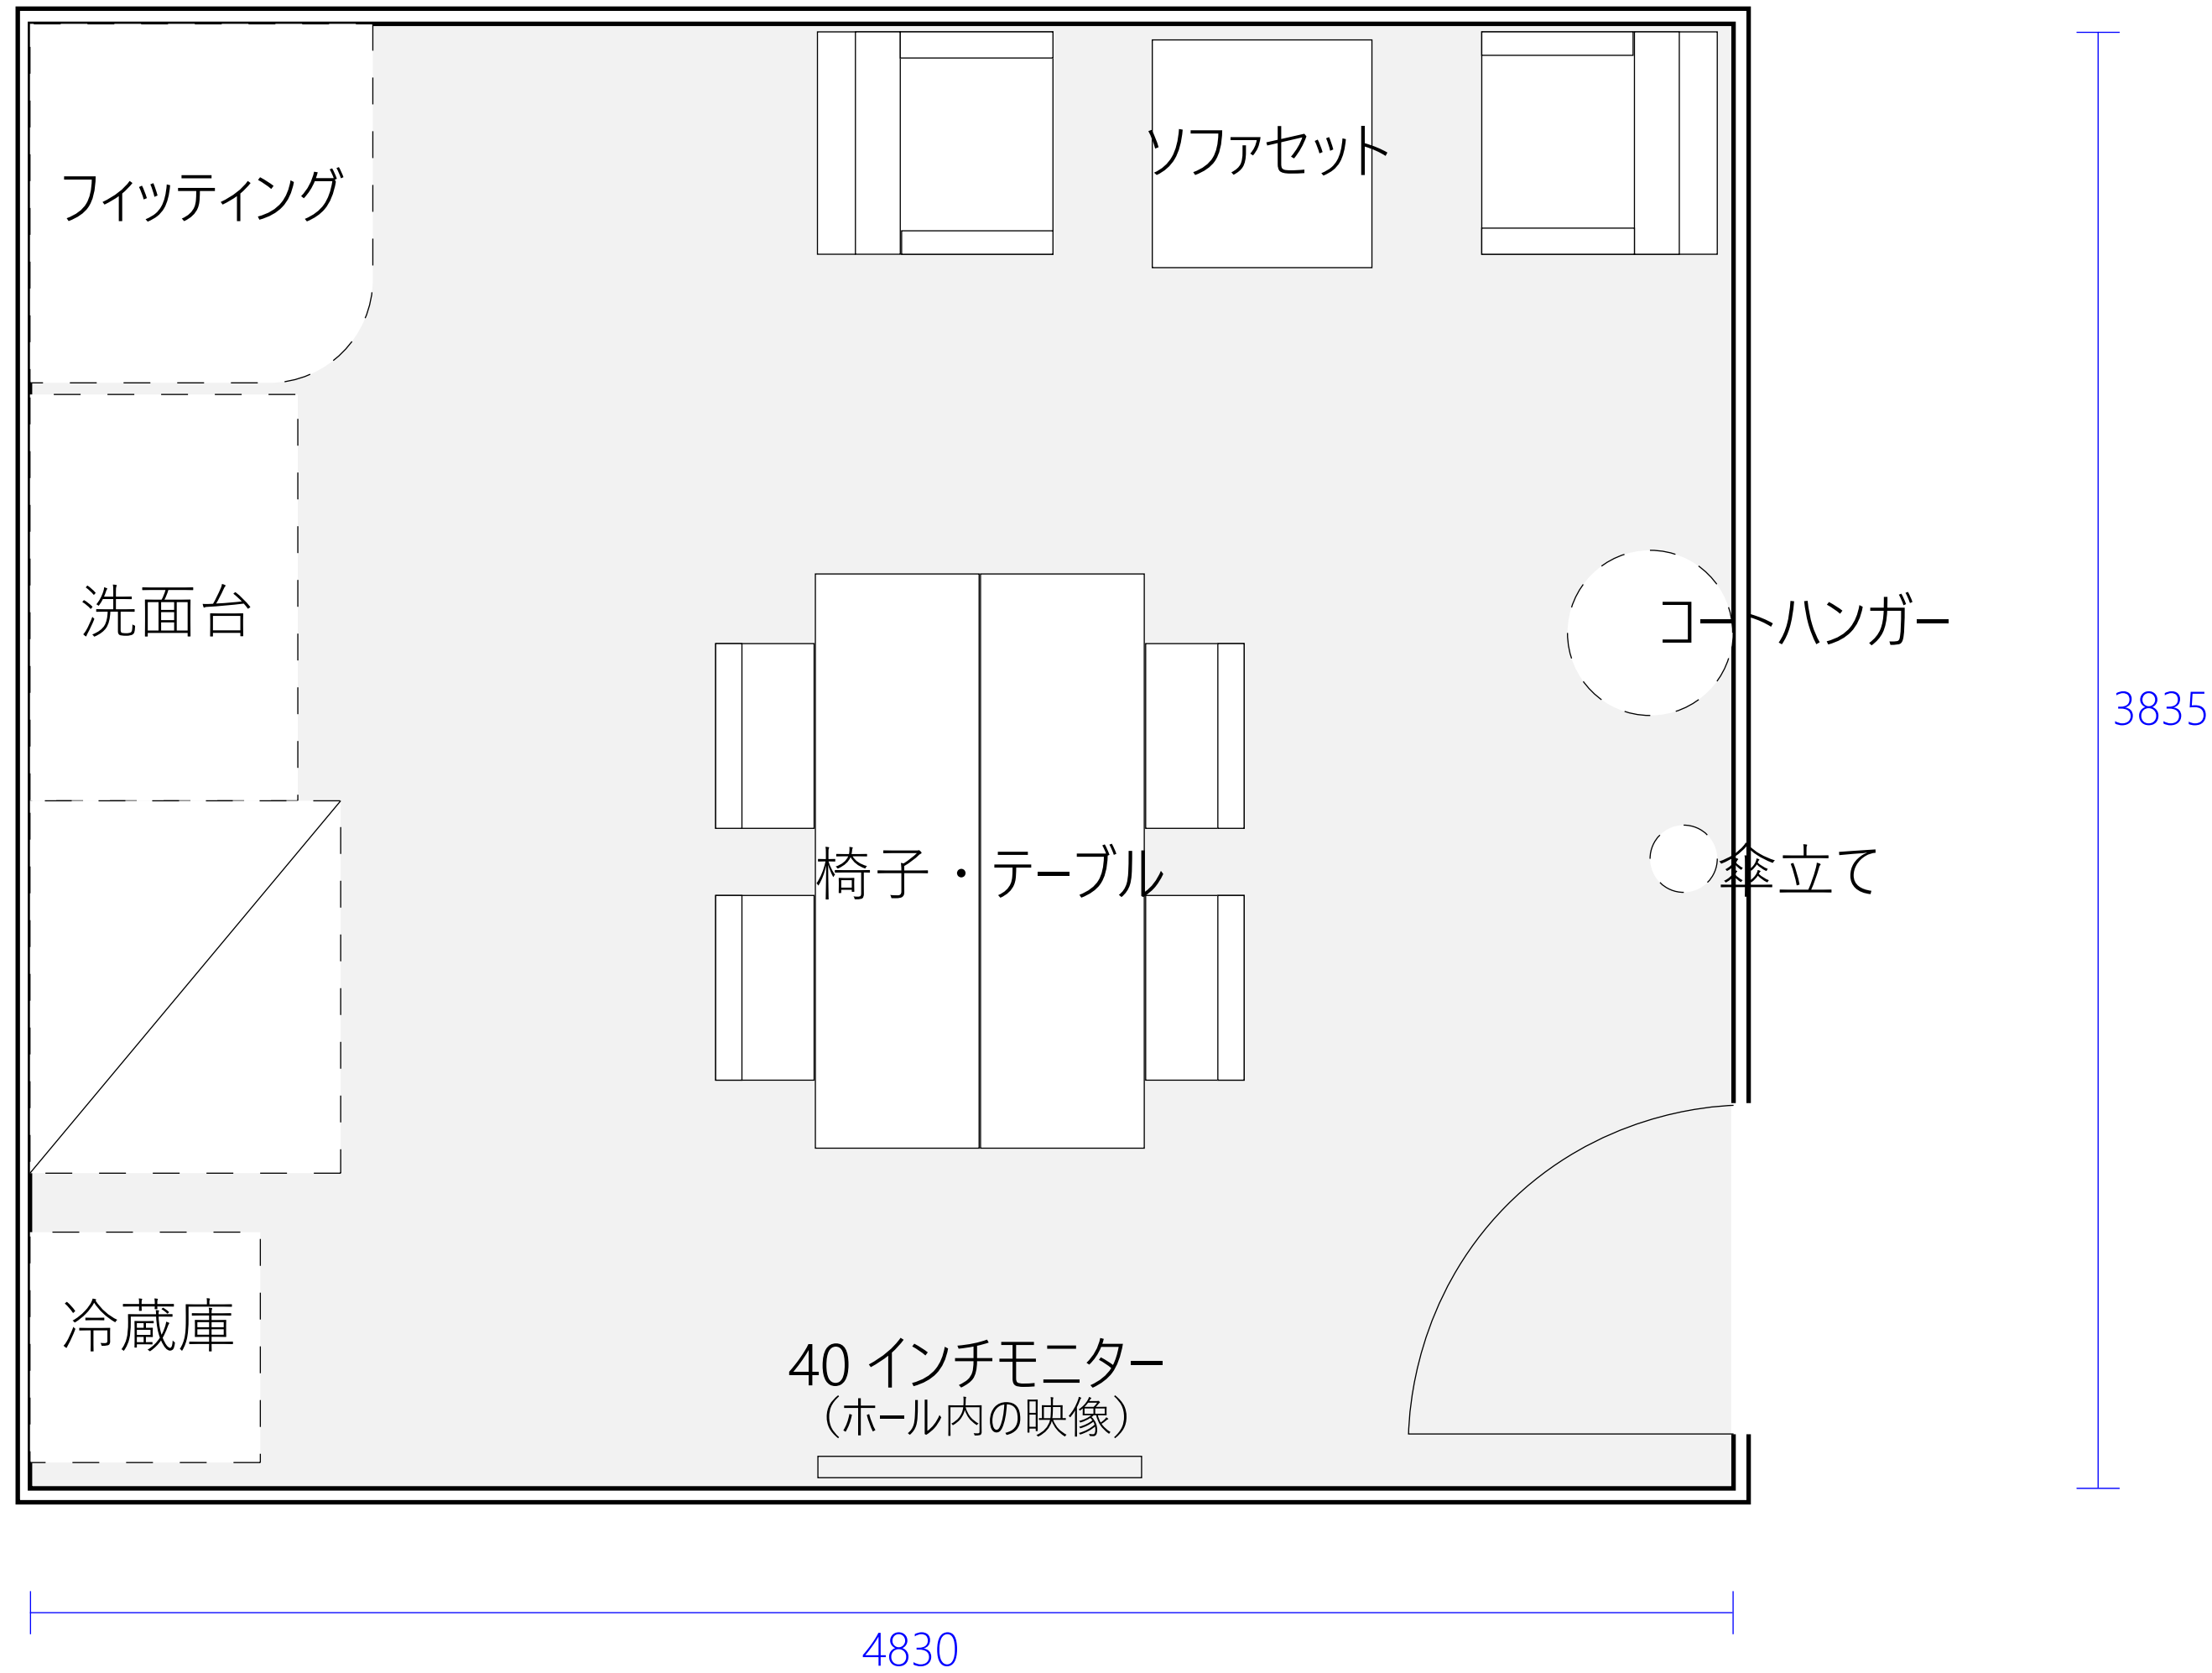 ソファセット
フィッティング
洗面台
コートハンガー
3835
椅子・テーブル
傘立て
冷蔵庫
40 インチモニター
（ホール内の映像）
4830